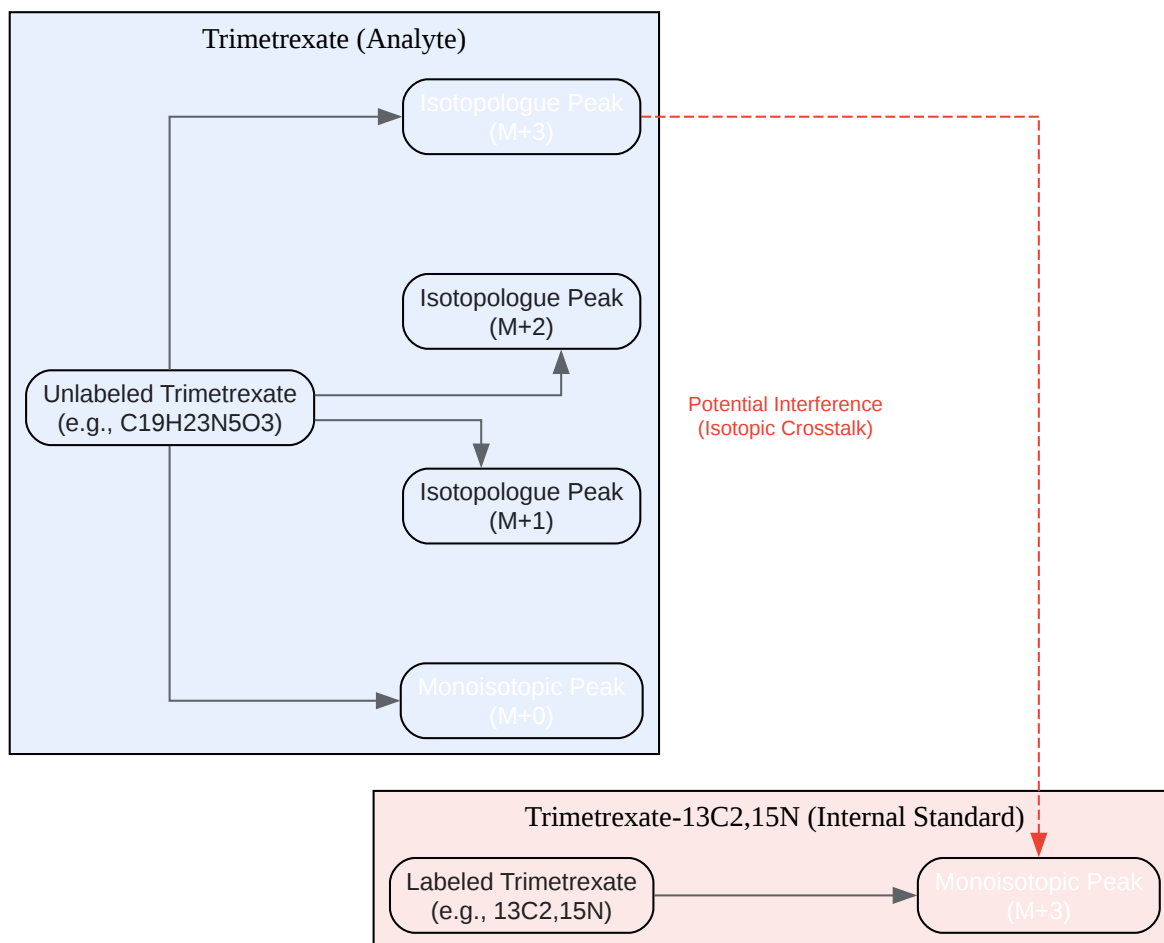 Trimetrexate (Analyte)
Isotopologue Peak
(M+3)
Isotopologue Peak
(M+2)
Unlabeled Trimetrexate
(e.g., C19H23N5O3)
Potential Interference
(Isotopic Crosstalk)
Isotopologue Peak
(M+1)
Monoisotopic Peak
(M+0)
Trimetrexate-13C2,15N (Internal Standard)
Labeled Trimetrexate
(e.g., 13C2,15N)
Monoisotopic Peak
(M+3)